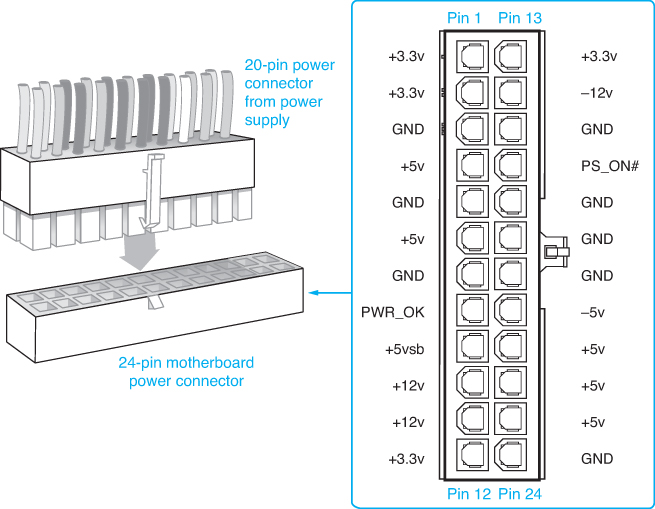 20-pin power
connector
from power
supply
24-pin motherboard
power connector
Pin 1 Pin 13
+3.3v +3.3v
+3.3v –12v
GND GND
+5v PS_ON#
GND GND
+5v GND
GND GND
PWR_OK –5v
+5vsb +5v
+12v +5v
+12v +5v
+3.3v GND
Pin 12 Pin 24